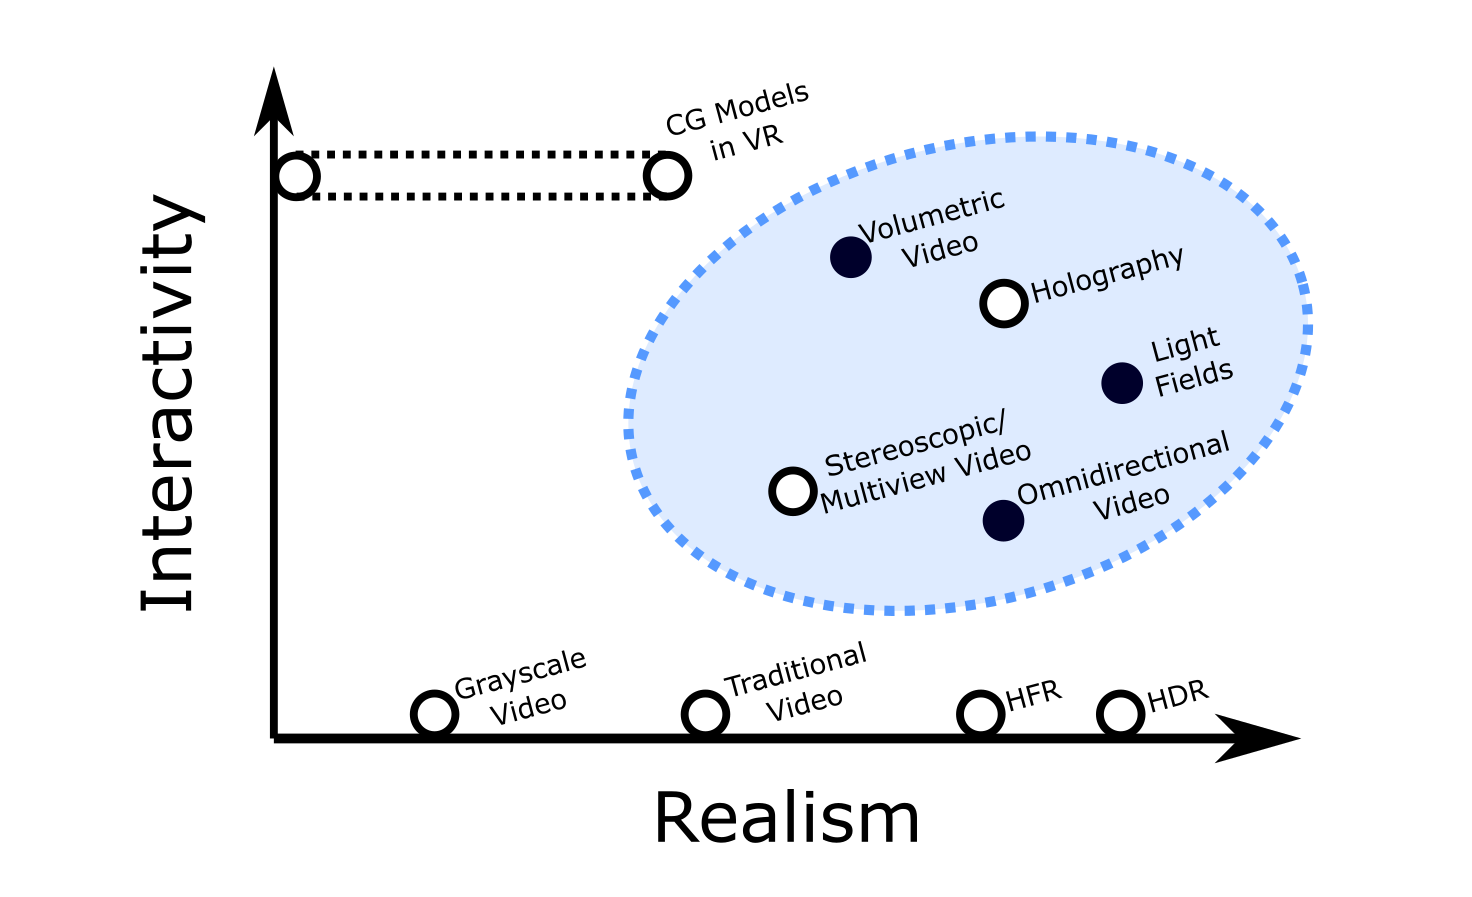 CG Models
in VR
Volumetric
Video
Holography
Light
Fields
Stereoscopic/
Multiview Video
Omnidirectional
Video
Interactivity
Grayscale
Video
Traditional
Video
HFR
HDR
Realism